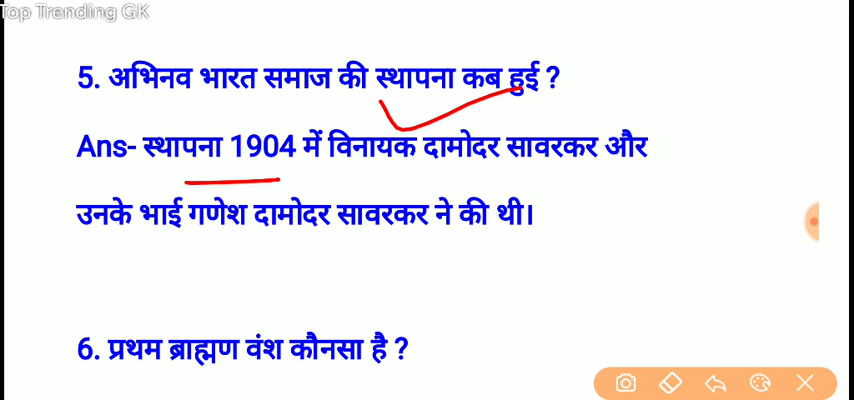 Top Trending GK
5. अभिनव भारत समाज की स्थापना कब हुई ?
Ans- स्थापना 1904 में विनायक दामोदर सावरकर और
उनके भाई गणेश दामोदर सावरकर ने की थी।
6. प्रथम ब्राह्मण वंश कौनसा है ?